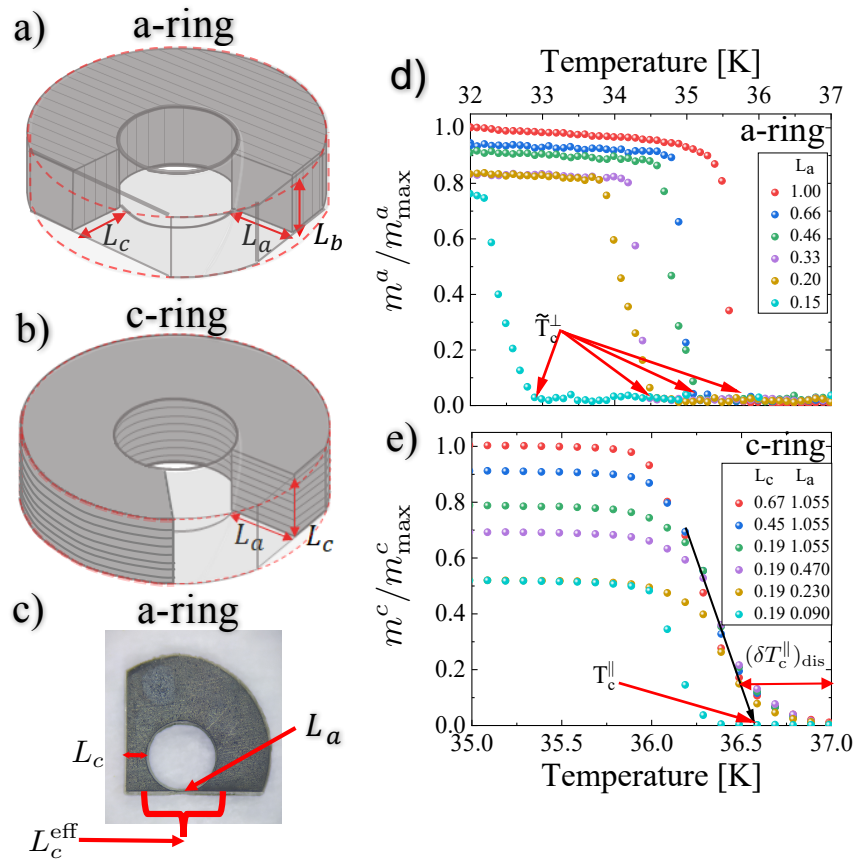 a)
a-ring
L_c
L_a
L_b
b)
c-ring
L_a
L_c
c)
a-ring
L_c
L_a
L_c^eff
d)
Temperature [K]
32 33 34 35 36 37
a-ring
L_a
1.00
0.66
0.46
0.33
0.20
0.15
T̃_c^⊥
m^a/m^a_max
1.0
0.8
0.6
0.4
0.2
0.0
e)
c-ring
L_c L_a
0.67 1.055
0.45 1.055
0.19 1.055
0.19 0.470
0.19 0.230
0.19 0.090
(δT_c^∥)_dis
T_c^∥
m^c/m^c_max
1.0
0.8
0.6
0.4
0.2
0.0
35.0 35.5 36.0 36.5 37.0
Temperature [K]